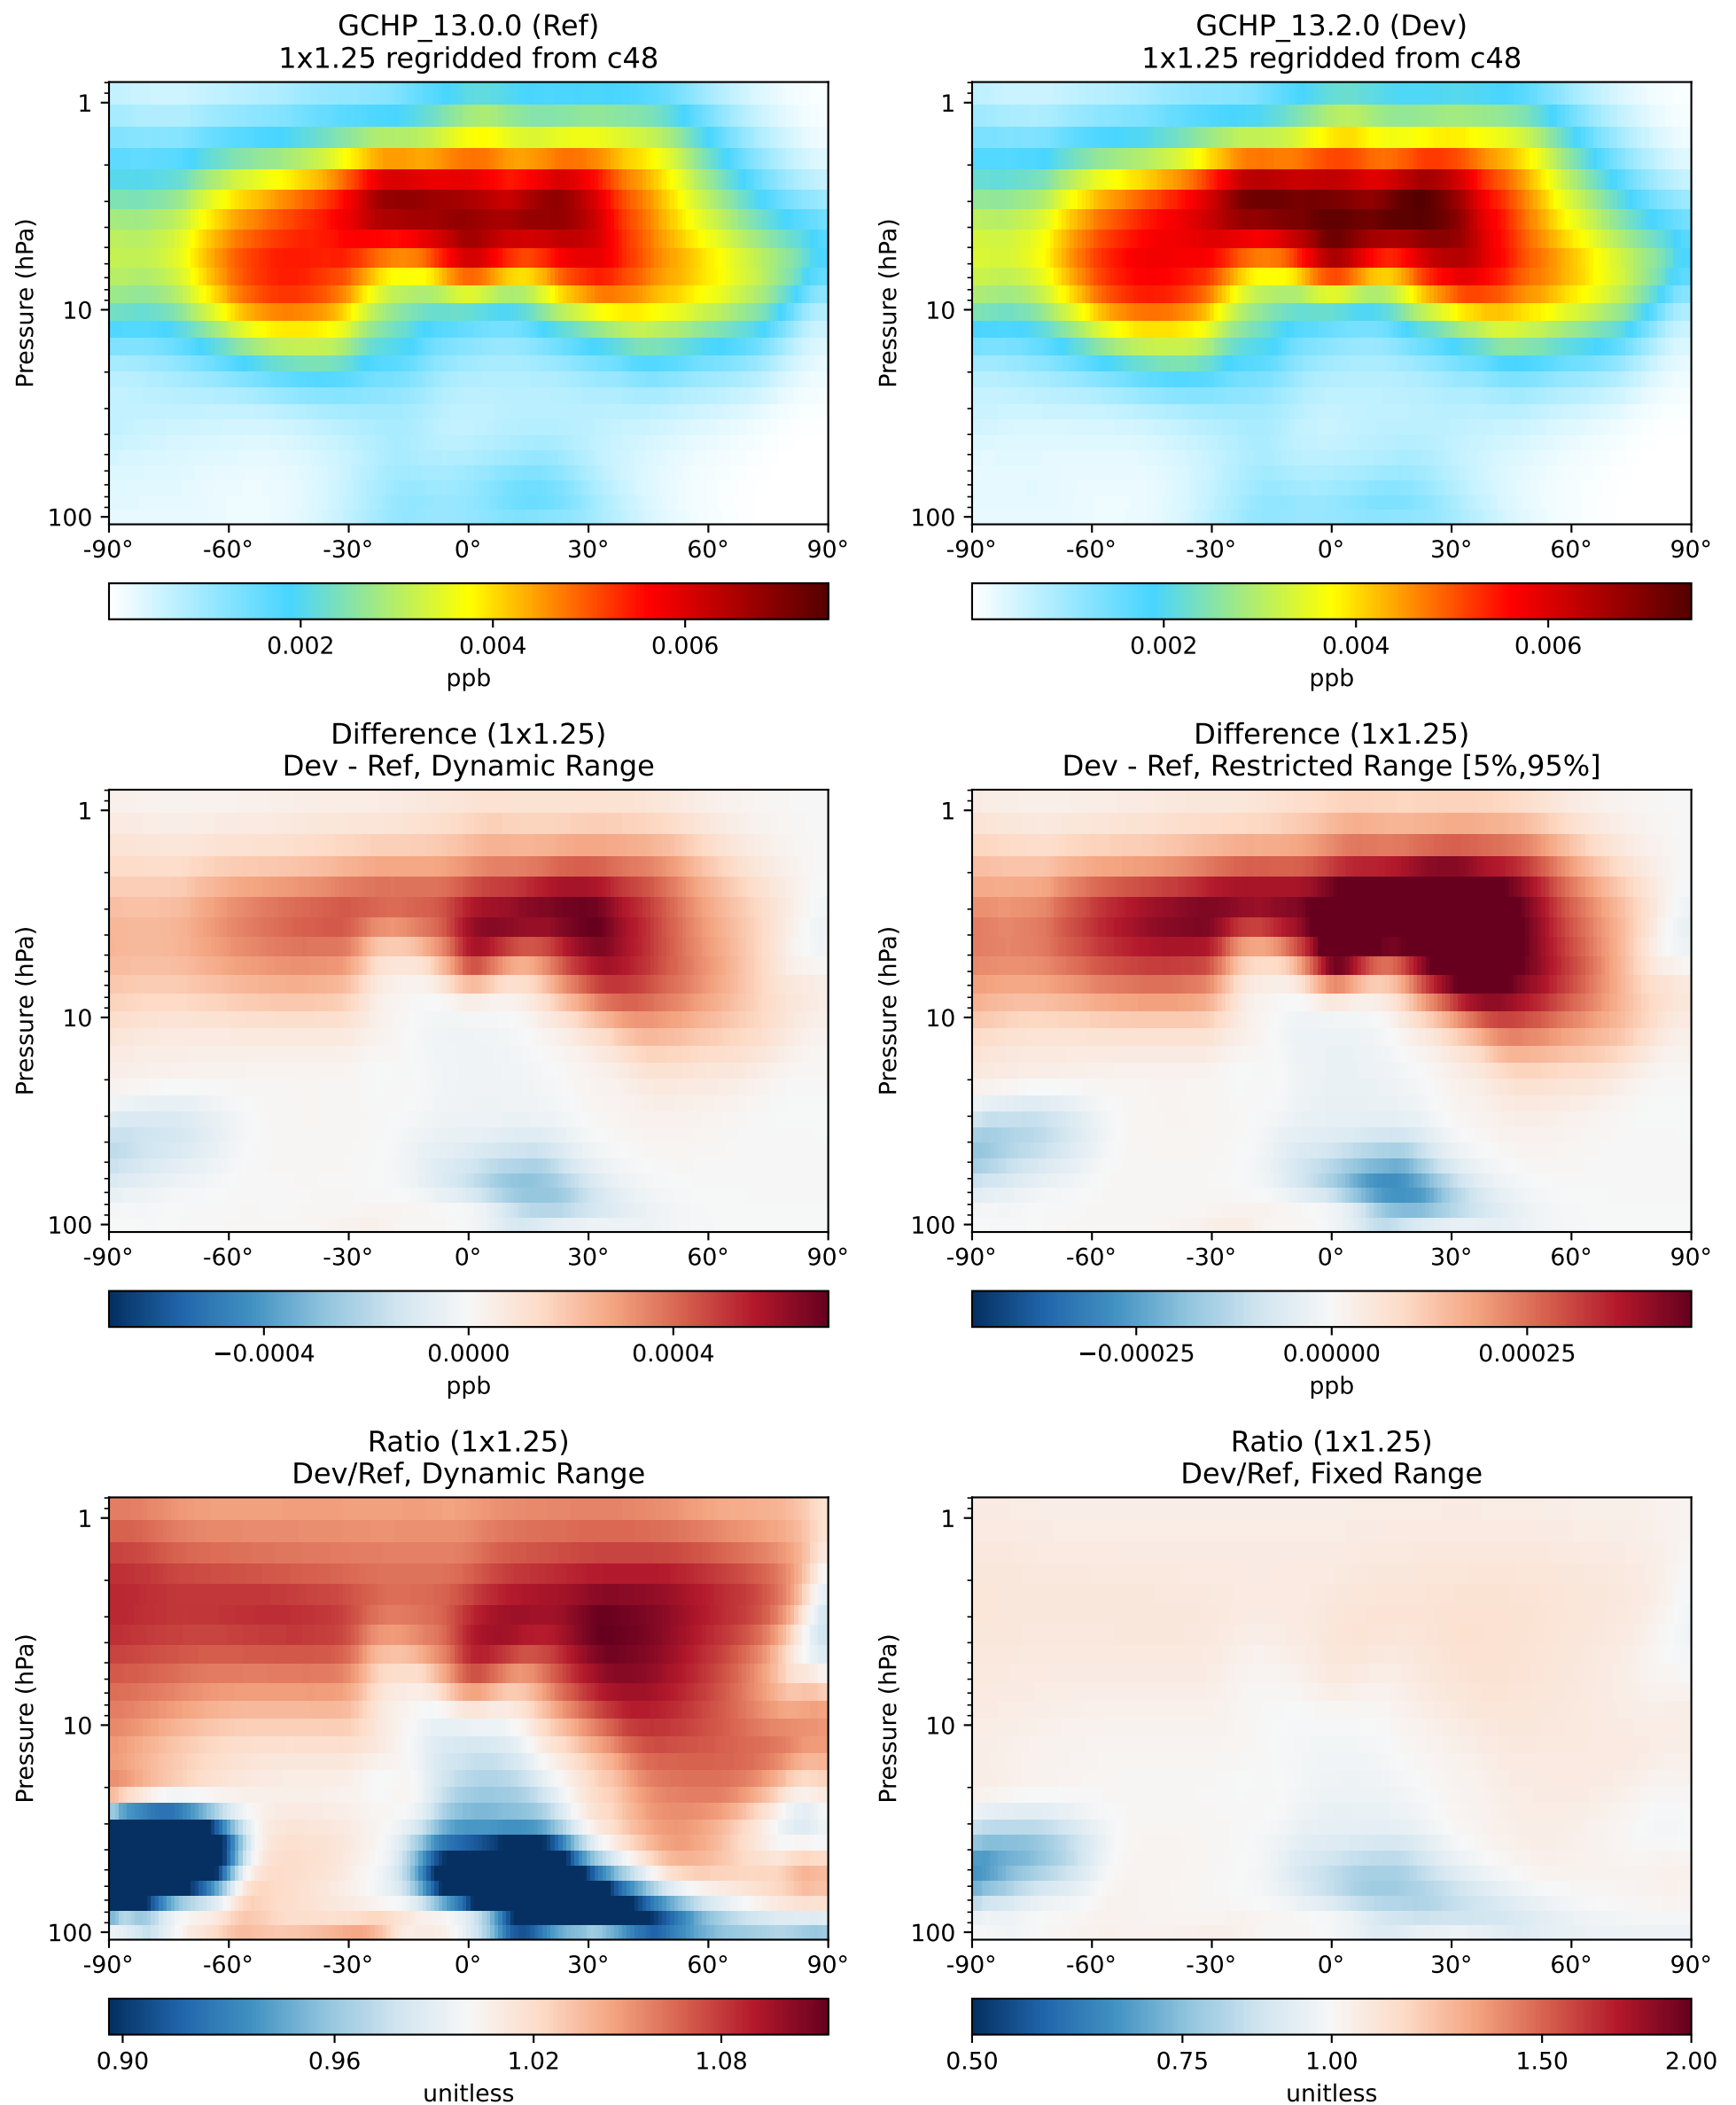 GCHP_13.0.0 (Ref)
1x1.25 regridded from c48
Pressure (hPa)
1
10
100
-90° -60° -30° 0° 30° 60° 90°
0.002 0.004 0.006
ppb
GCHP_13.2.0 (Dev)
1x1.25 regridded from c48
Pressure (hPa)
1
10
100
-90° -60° -30° 0° 30° 60° 90°
0.002 0.004 0.006
ppb
Difference (1x1.25)
Dev - Ref, Dynamic Range
Pressure (hPa)
1
10
100
-90° -60° -30° 0° 30° 60° 90°
−0.0004 0.0000 0.0004
ppb
Difference (1x1.25)
Dev - Ref, Restricted Range [5%,95%]
Pressure (hPa)
1
10
100
-90° -60° -30° 0° 30° 60° 90°
−0.00025 0.00000 0.00025
ppb
Ratio (1x1.25)
Dev/Ref, Dynamic Range
Pressure (hPa)
1
10
100
-90° -60° -30° 0° 30° 60° 90°
0.90 0.96 1.02 1.08
unitless
Ratio (1x1.25)
Dev/Ref, Fixed Range
Pressure (hPa)
1
10
100
-90° -60° -30° 0° 30° 60° 90°
0.50 0.75 1.00 1.50 2.00
unitless